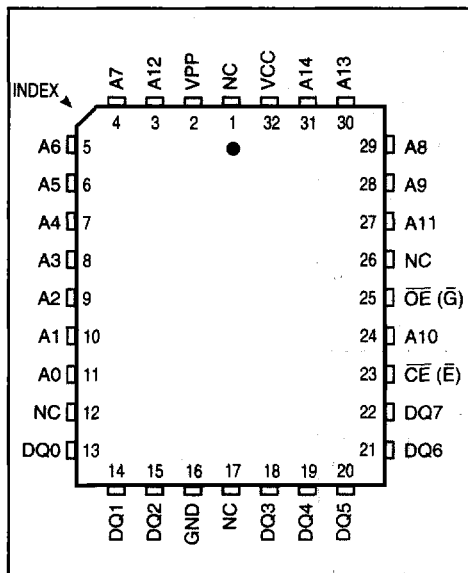 A7 A12 VPP NC VCC A14 A13
INDEX
4 3 2 1 32 31 30
A6 5 29 A8
A5 6 28 A9
A4 7 27 A11
A3 8 26 NC
A2 9 25 O̅E̅ (G̅)
A1 10 24 A10
A0 11 23 C̅E̅ (E̅)
NC 12 22 DQ7
DQ0 13 21 DQ6
14 15 16 17 18 19 20
DQ1 DQ2 GND NC DQ3 DQ4 DQ5